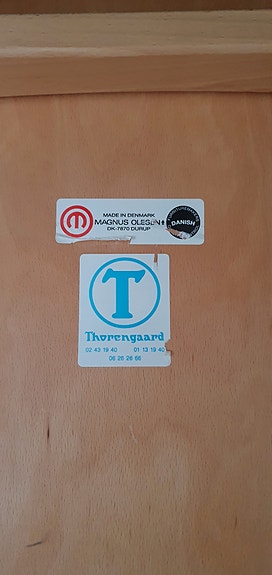 MADE IN DENMARK
MAGNUS OLESEN
DK-7870 DURUP
DANISH
T
Thorengaard
02 43 19 40 01 13 19 40
06 26 28 66